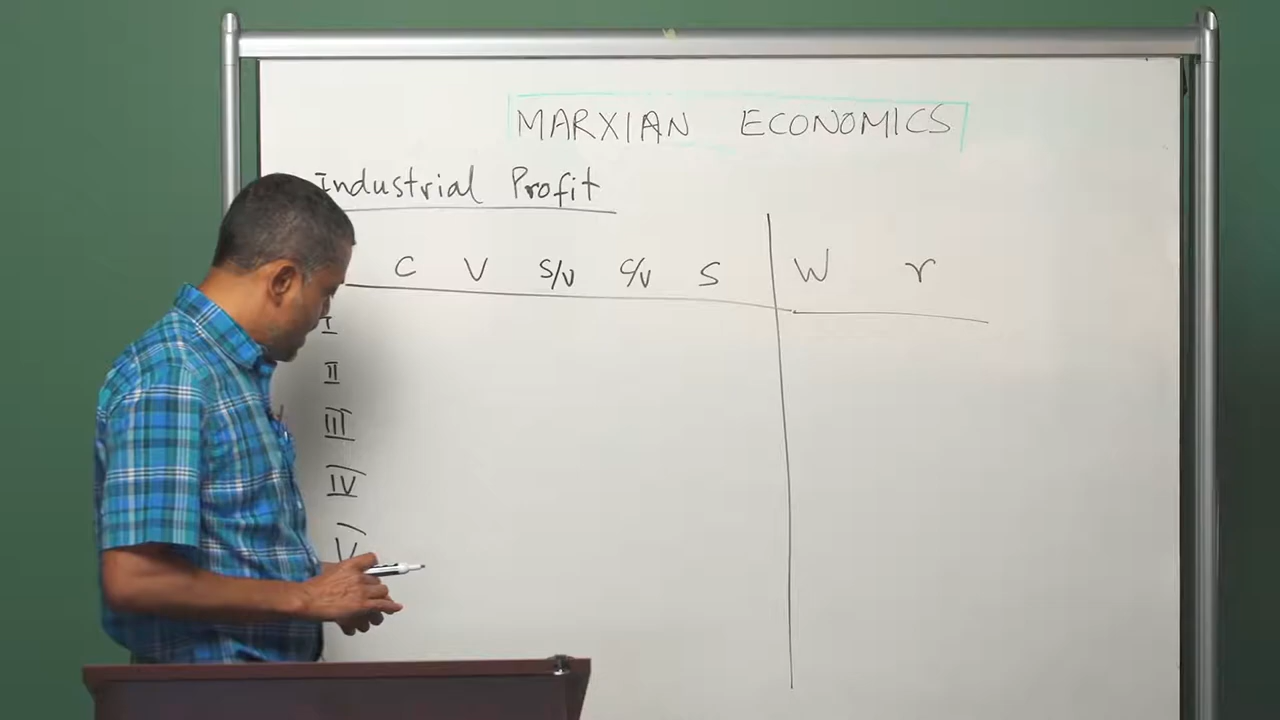 MARXIAN ECONOMICS
Industrial Profit
C V S/V C/V S W r
I
II
III
IV
V